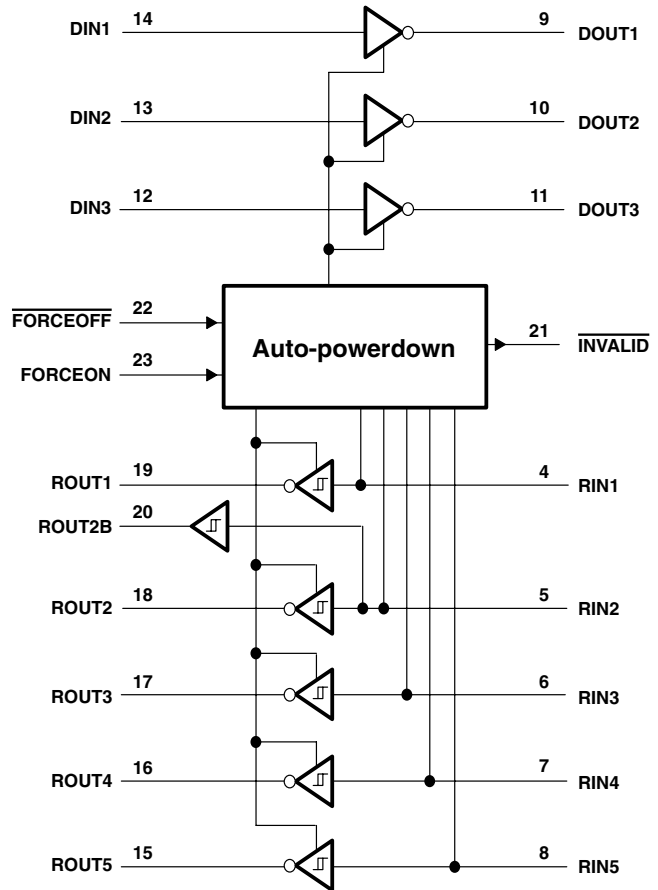 DIN1 14 9 DOUT1
DIN2 13 10 DOUT2
DIN3 12 11 DOUT3
FORCEOFF 22
Auto-powerdown
21 INVALID
FORCEON 23
ROUT1 19 4 RIN1
ROUT2B 20
ROUT2 18 5 RIN2
ROUT3 17 6 RIN3
ROUT4 16 7 RIN4
ROUT5 15 8 RIN5